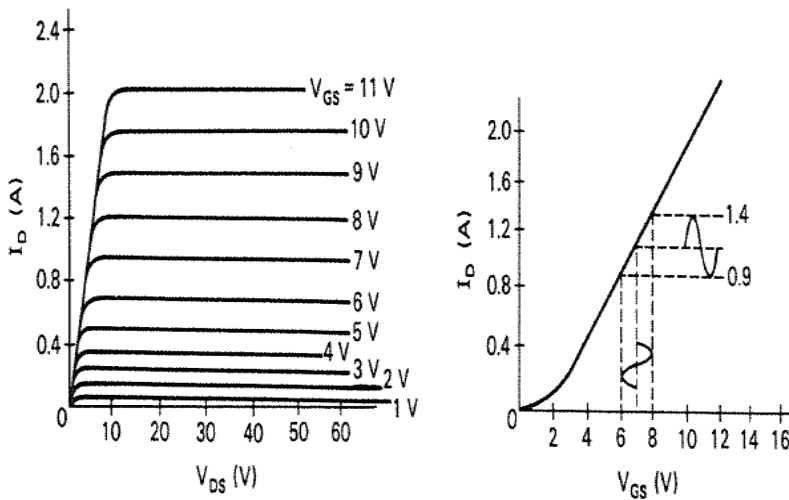 2.4
2.0
1.6
1.2
0.8
0.4
0
I_D (A)
V_GS = 11 V
10 V
9 V
8 V
7 V
6 V
5 V
4 V
3 V
2 V
1 V
10 20 30 40 50 60
V_DS (V)
2.0
1.6
1.2
0.8
0.4
0
I_D (A)
1.4
0.9
2 4 6 8 10 12 14 16
V_GS (V)